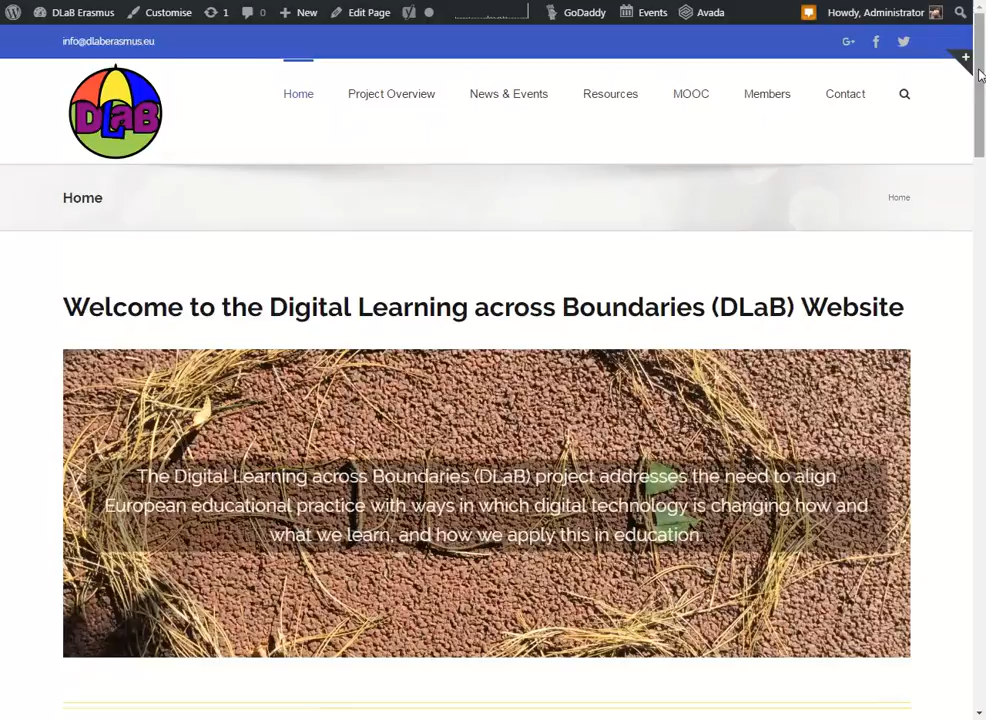 DLaB Erasmus Customise 1 0 New Edit Page GoDaddy Events Avada Howdy, Administrator
info@dlaberasmus.eu G+
DLaB
Home Project Overview News & Events Resources MOOC Members Contact
Home Home
Welcome to the Digital Learning across Boundaries (DLaB) Website
The Digital Learning across Boundaries (DLaB) project addresses the need to align
European educational practice with ways in which digital technology is changing how and
what we learn, and how we apply this in education.